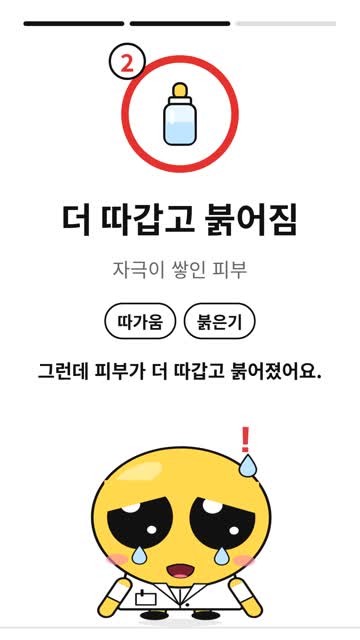 2
더 따갑고 붉어짐
자극이 쌓인 피부
따가움 붉은기
그런데 피부가 더 따갑고 붉어졌어요.
!